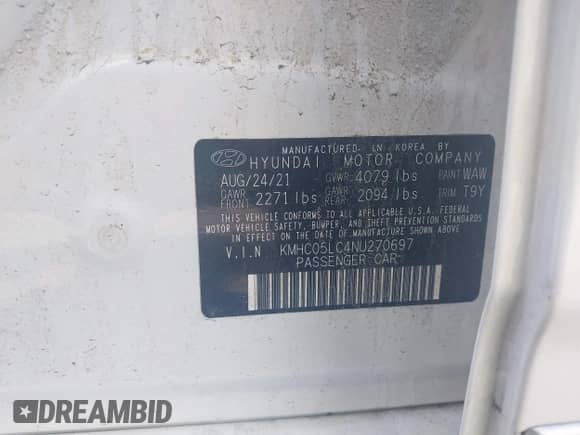 MANUFACTURED IN KOREA BY
HYUNDAI MOTOR COMPANY
AUG/24/21 GVWR 4079 lbs PAINT WAW
GAWR FRONT 2271 lbs GAWR REAR 2094 lbs TRIM T9Y
THIS VEHICLE CONFORMS TO ALL APPLICABLE U.S.A. FEDERAL
MOTOR VEHICLE SAFETY, BUMPER, AND THEFT PREVENTION STANDARDS
IN EFFECT ON THE DATE OF MANUFACTURE SHOWN ABOVE.
V.I.N KMHC05LC4NU270697
PASSENGER CAR
DREAMBID